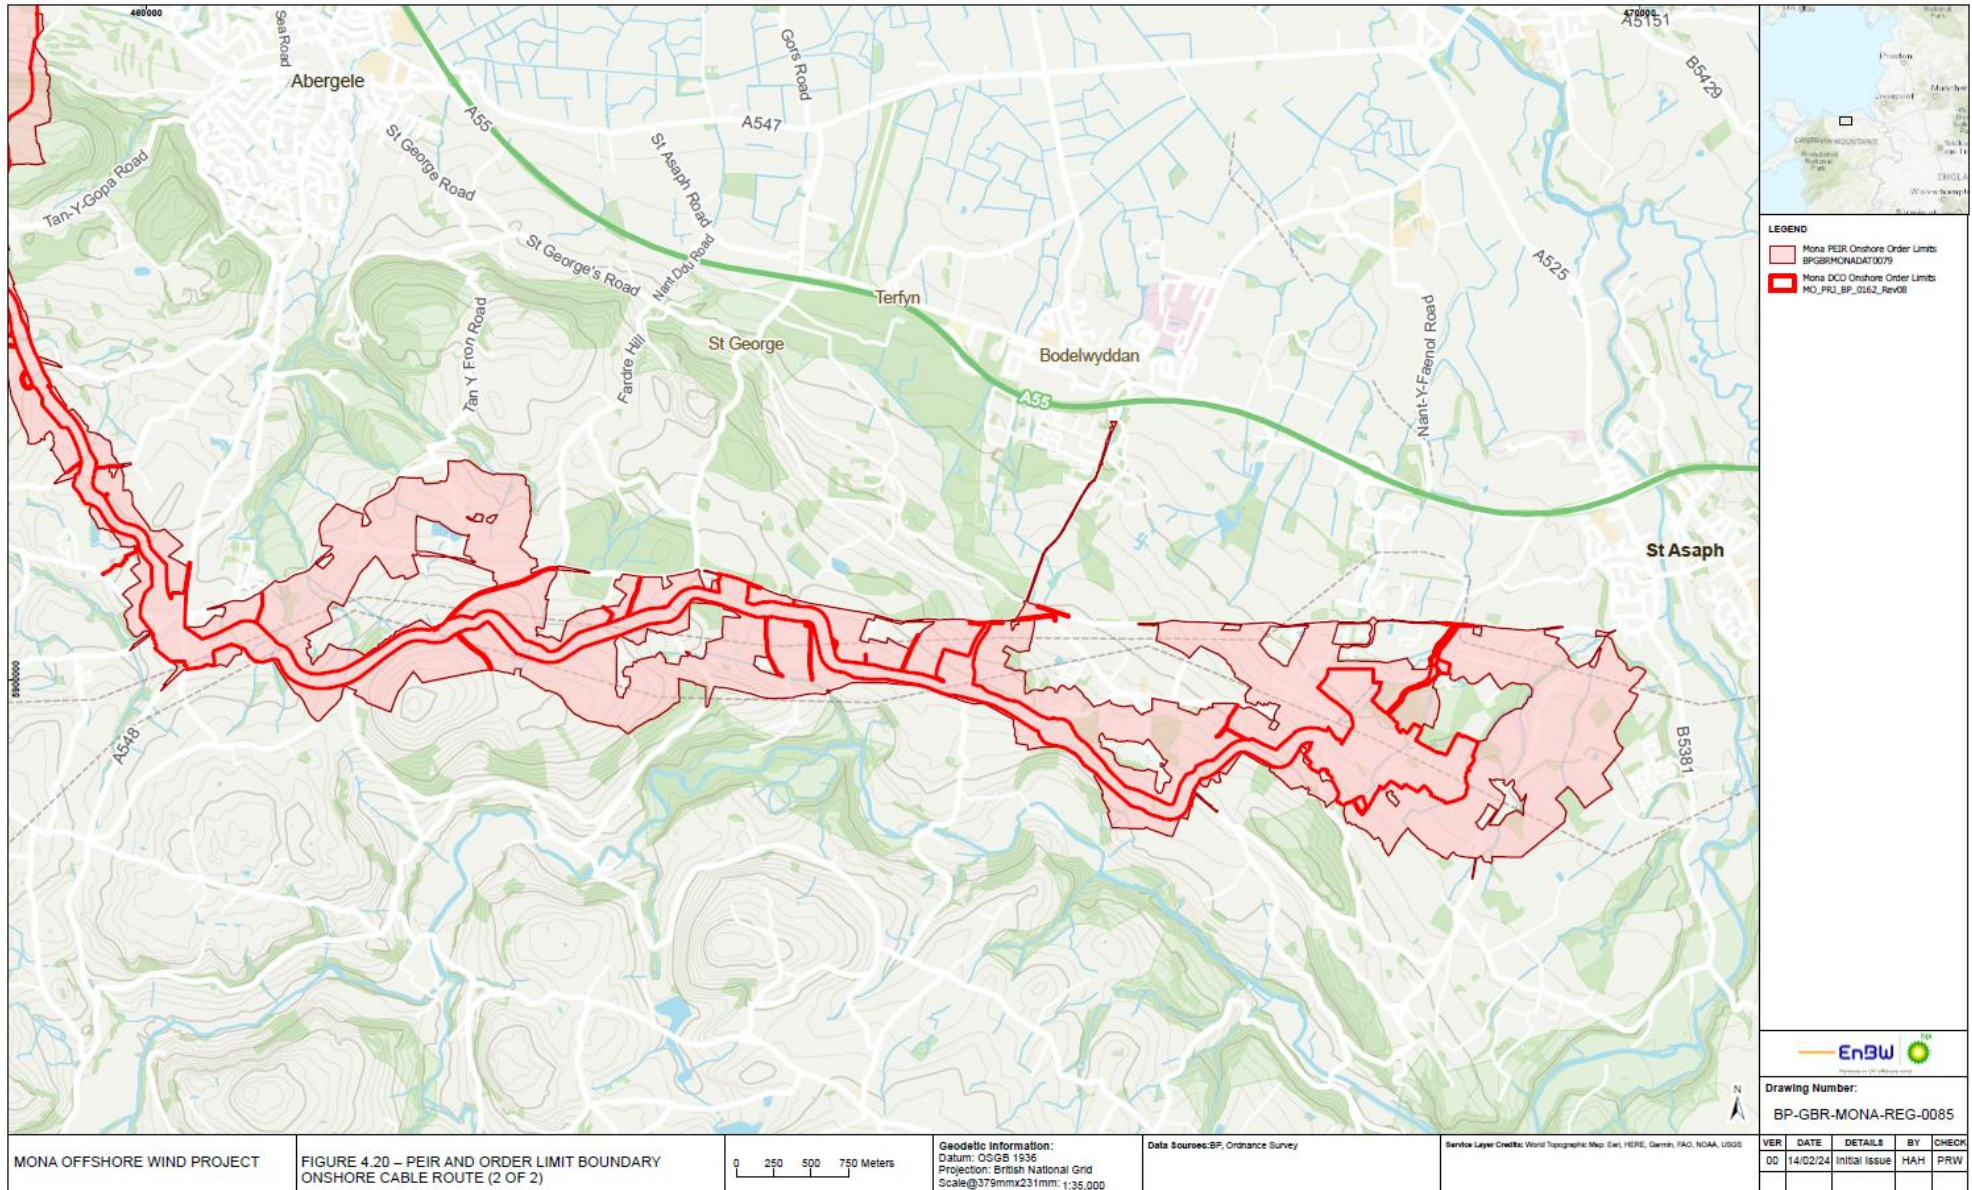 460000
470000
A5151
Sea Road
Gors Road
B5429
Abergele
A55
A547
St George Road
St Asaph Road
Tan-Y-Gopa Road
St George's Road
Nant Ddu Road
A525
Terfyn
Tan Y Fron Road
Fardre Hill
St George
Bodelwyddan
Nant-Y-Faenol Road
A55
St Asaph
A548
B5381
Preston
Liverpool
LEGEND
Mona PEIR Onshore Order Limits
BPGBRMONADAT0079
Mona DCO Onshore Order Limits
MO_PRJ_BP_0162_Rev08
N
EnBW
bp
Drawing Number:
BP-GBR-MONA-REG-0085
VER DATE DETAILS BY CHECK
00 14/02/24 Initial Issue HAH PRW
MONA OFFSHORE WIND PROJECT
FIGURE 4.20 – PEIR AND ORDER LIMIT BOUNDARY
ONSHORE CABLE ROUTE (2 OF 2)
0 250 500 750 Meters
Geodetic Information:
Datum: OSGB 1936
Projection: British National Grid
Scale@379mmx231mm: 1:35,000
Data Sources:BP, Ordnance Survey
Service Layer Credits: World Topographic Map: Esri, HERE, Garmin, FAO, NOAA, USGS